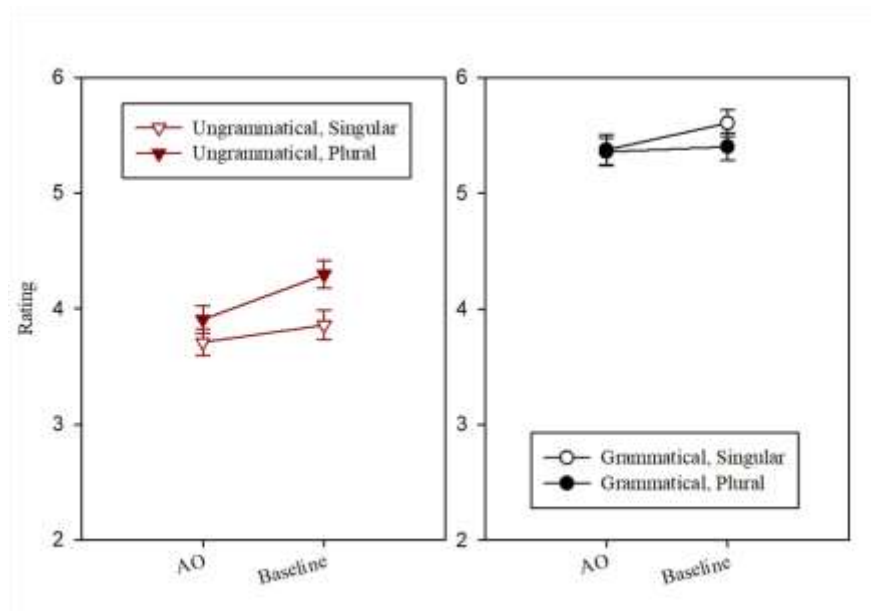 6
5
4
3
2
Rating
Ungrammatical, Singular
Ungrammatical, Plural
AO
Baseline
6
5
4
3
2
Grammatical, Singular
Grammatical, Plural
AO
Baseline